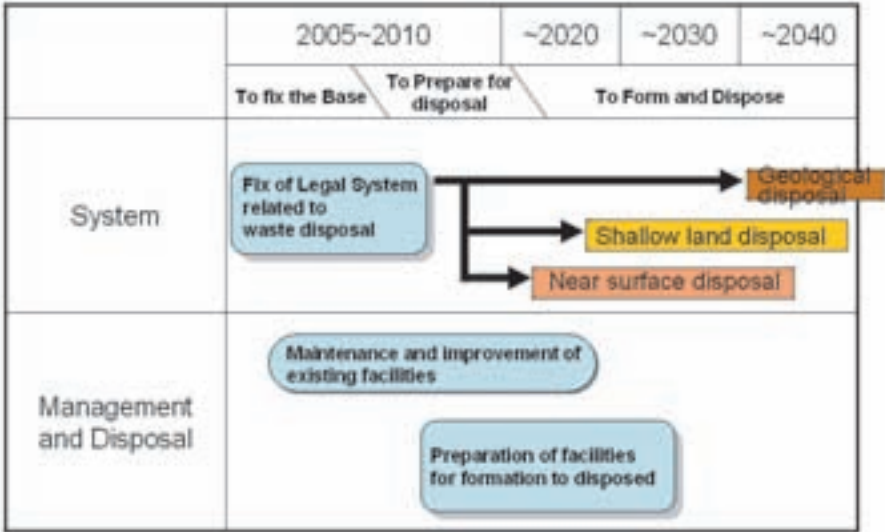 2005~2010
~2020
~2030
~2040
To fix the Base
To Prepare for
disposal
To Form and Dispose
System
Fix of Legal System
related to
waste disposal
Geological
disposal
Shallow land disposal
Near surface disposal
Management
and Disposal
Maintenance and improvement of
existing facilities
Preparation of facilities
for formation to disposed